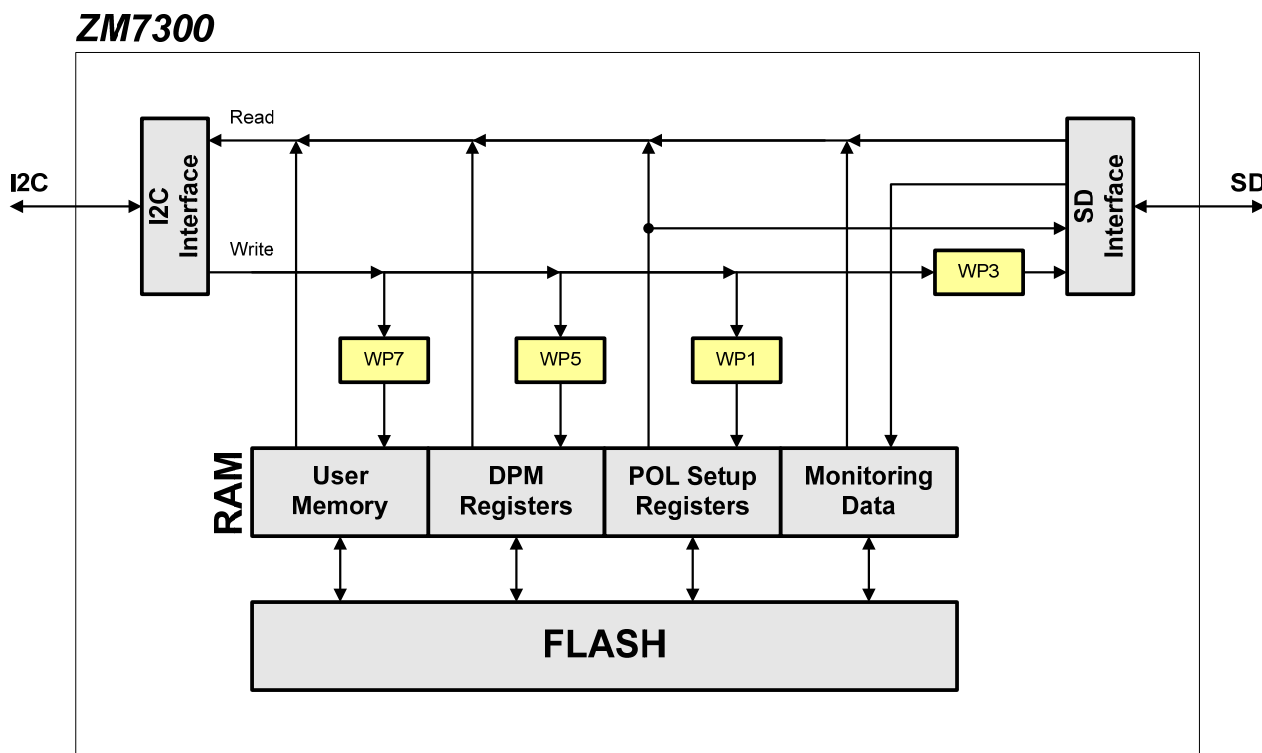 ZM7300
Read
I2C
I2C
Interface
SD
Interface
SD
Write
WP3
WP7
WP5
WP1
RAM
User
Memory
DPM
Registers
POL Setup
Registers
Monitoring
Data
FLASH